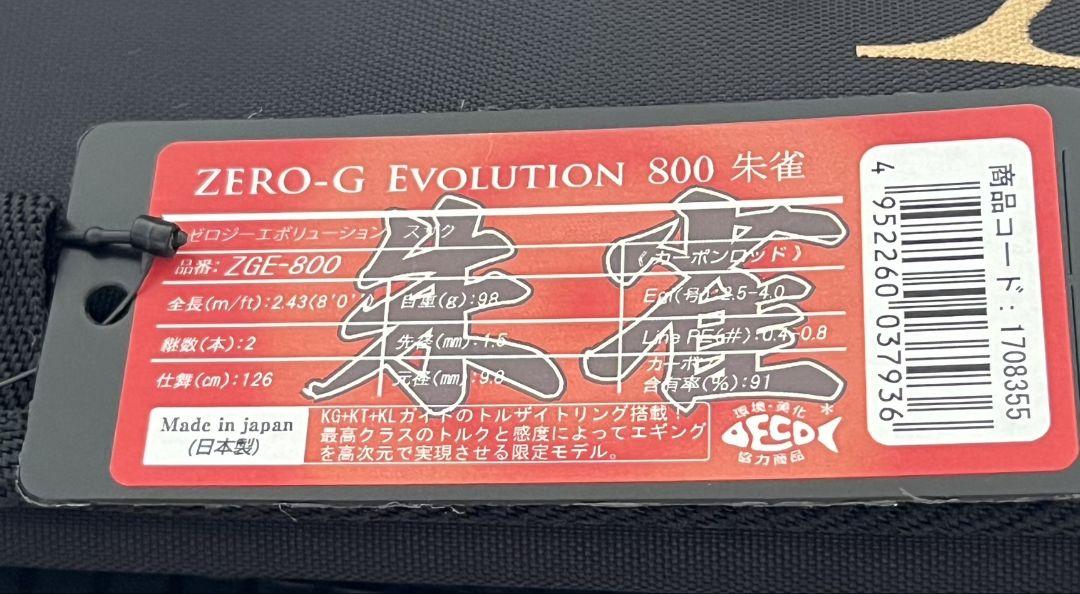 ZERO-G EVOLUTION 800 朱雀
朱雀
ゼロジーエボリューション スザク
品番: ZGE-800
《カーボンロッド》
全長(m/ft):2.43(8'0")
自重(g):98
Egi(号):2.5-4.0
継数(本):2
先径(mm):1.5
Line PE(#):0.4-0.8
仕舞(cm):126
元径(mm):9.8
カーボン
含有率(%):91
Made in japan
(日本製)
KG+KT+KLガイドのトルザイトリング搭載!
最高クラスのトルクと感度によってエギング
を高次元で実現させる限定モデル。
環境・美化
DECO
協力商品
商品コード:1708355
4952260037936